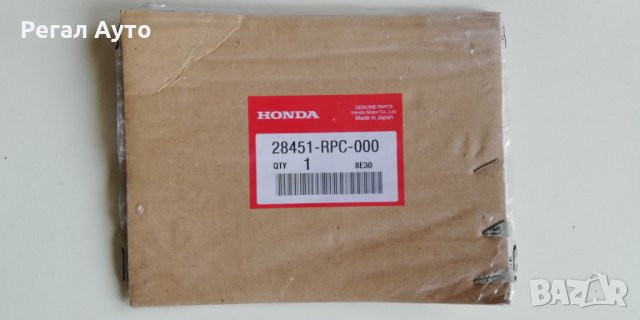 Регал Ауто
HONDA
GENUINE PARTS
Honda Motor Co., Ltd.
Made in Japan
28451-RPC-000
QTY 1 8E30
BAZAR